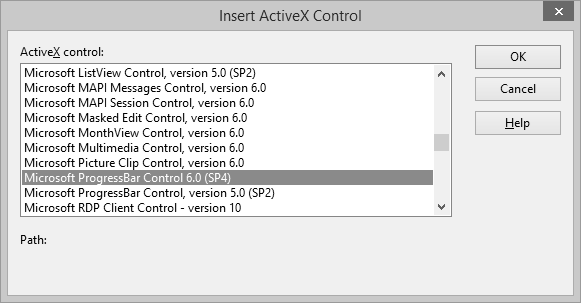 Insert ActiveX Control
ActiveX control:
Microsoft ListView Control, version 5.0 (SP2)
Microsoft MAPI Messages Control, version 6.0
Microsoft MAPI Session Control, version 6.0
Microsoft Masked Edit Control, version 6.0
Microsoft MonthView Control, version 6.0
Microsoft Multimedia Control, version 6.0
Microsoft Picture Clip Control, version 6.0
Microsoft ProgressBar Control 6.0 (SP4)
Microsoft ProgressBar Control, version 5.0 (SP2)
Microsoft RDP Client Control - version 10
OK
Cancel
Help
Path: